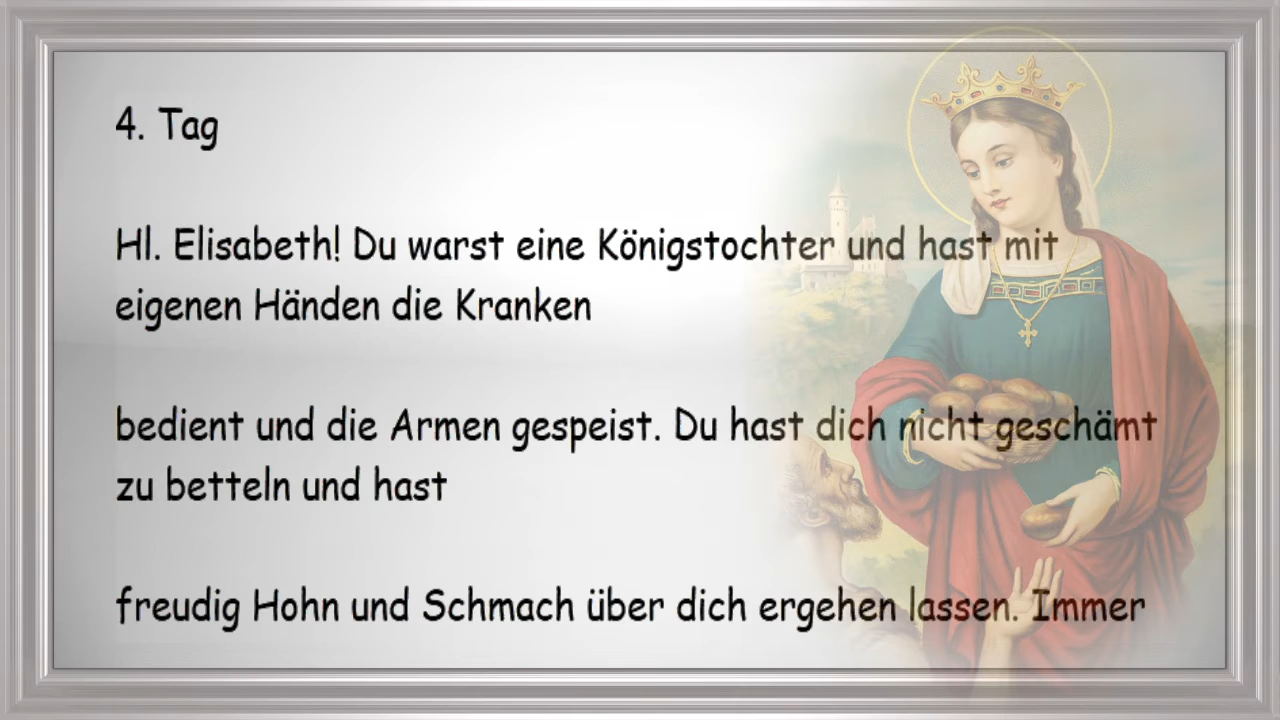 4. Tag
Hl. Elisabeth! Du warst eine Königstochter und hast mit
eigenen Händen die Kranken
bedient und die Armen gespeist. Du hast dich nicht geschämt
zu betteln und hast
freudig Hohn und Schmach über dich ergehen lassen. Immer